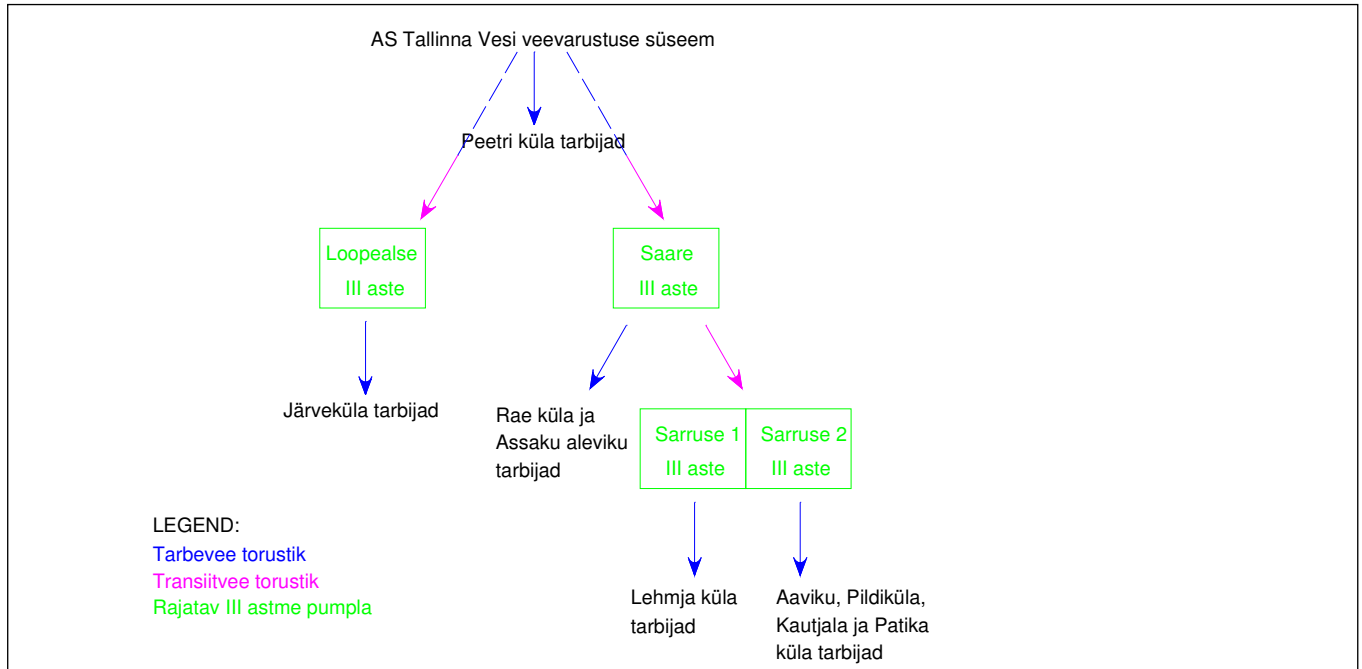 AS Tallinna Vesi veevarustuse süseem
Peetri küla tarbijad
Loopealse
III aste
Saare
III aste
Järveküla tarbijad
Rae küla ja
Assaku aleviku
tarbijad
Sarruse 1
III aste
Sarruse 2
III aste
LEGEND:
Tarbevee torustik
Transiitvee torustik
Rajatav III astme pumpla
Lehmja küla
tarbijad
Aaviku, Pildiküla,
Kautjala ja Patika
küla tarbijad